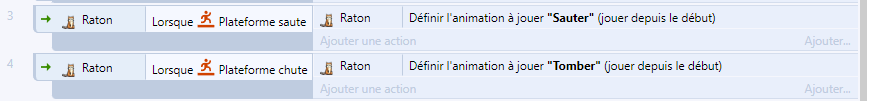 3
Raton
Lorsque Plateforme saute
Raton
Définir l'animation à jouer "Sauter" (jouer depuis le début)
Ajouter une action
Ajouter...
4
Raton
Lorsque Plateforme chute
Raton
Définir l'animation à jouer "Tomber" (jouer depuis le début)
Ajouter une action
Ajouter...